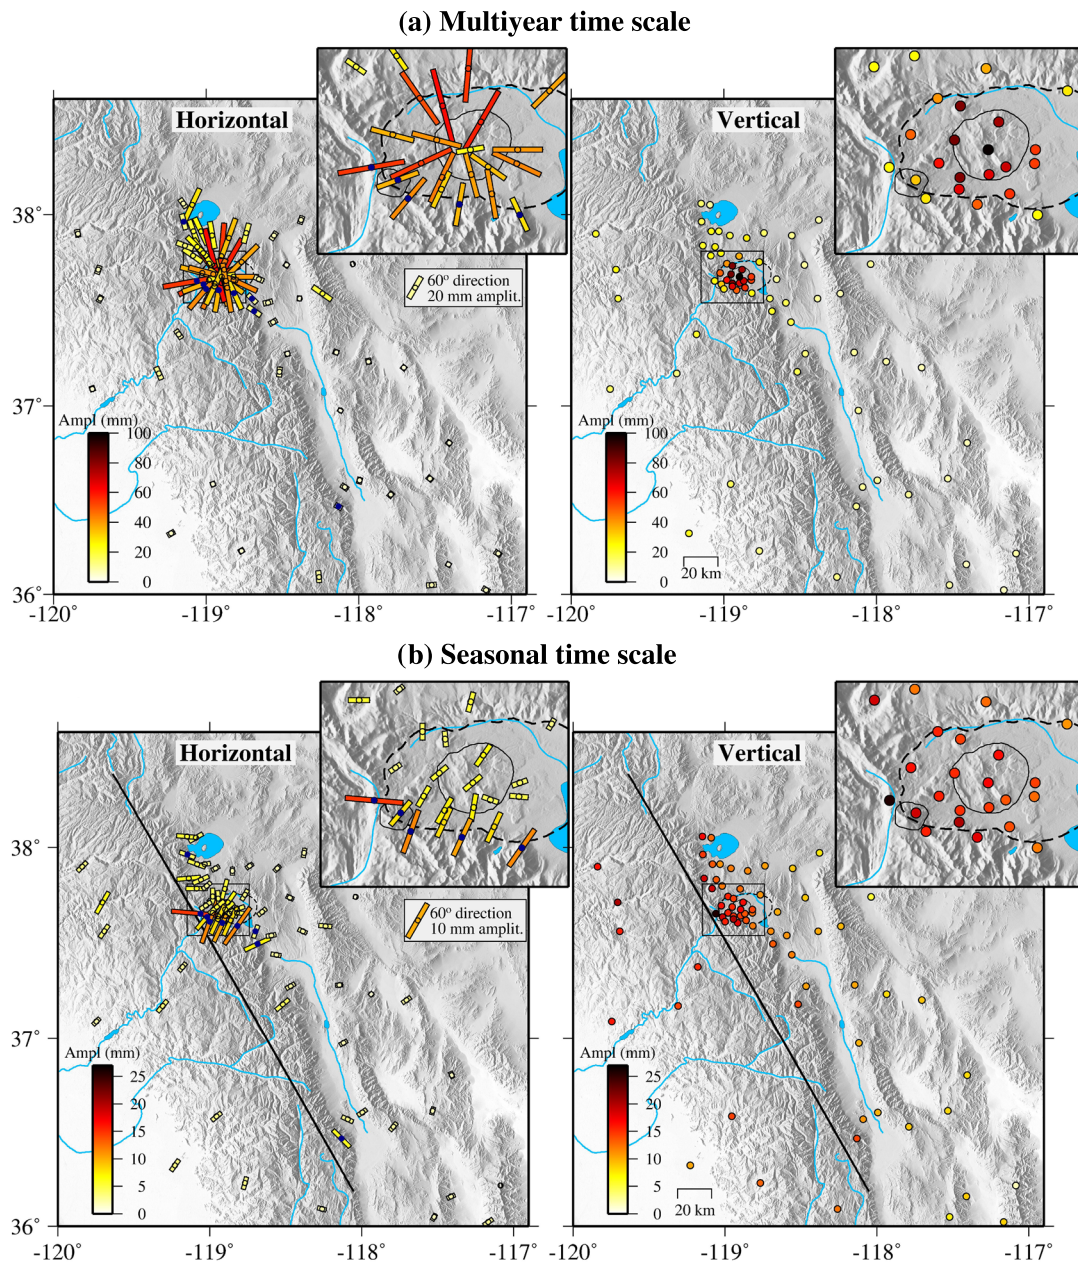 (a) Multiyear time scale
Horizontal
Vertical
60° direction
20 mm amplit.
38°
37°
36°
Ampl (mm)
100
80
60
40
20
0
Ampl (mm)
100
80
60
40
20
0
20 km
-120°
-119°
-118°
-117°
-120°
-119°
-118°
-117°
(b) Seasonal time scale
Horizontal
Vertical
60° direction
10 mm amplit.
38°
37°
36°
Ampl (mm)
25
20
15
10
5
0
Ampl (mm)
25
20
15
10
5
0
20 km
-120°
-119°
-118°
-117°
-120°
-119°
-118°
-117°